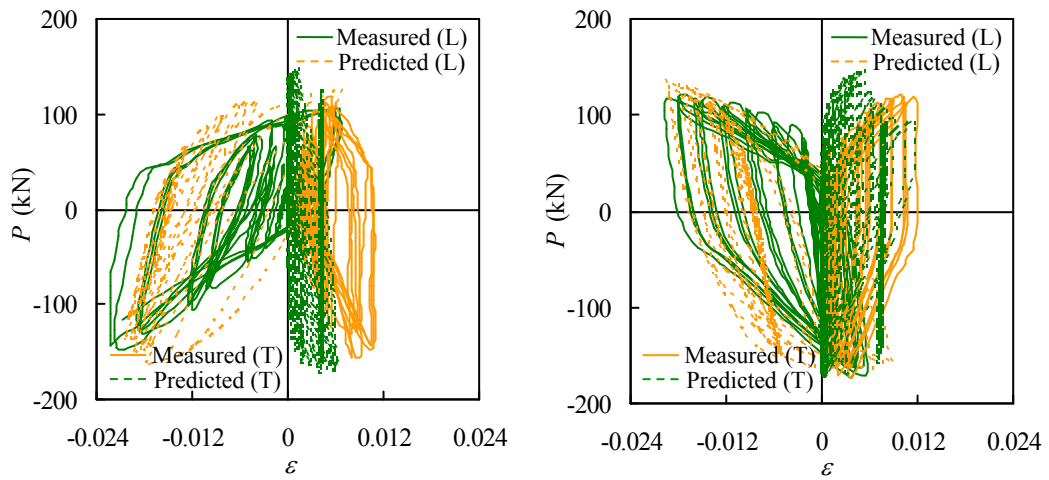 200
100
0
-100
-200
P (kN)
Measured (L)
Predicted (L)
Measured (T)
Predicted (T)
-0.024
-0.012
0
0.012
0.024
ε
200
100
0
-100
-200
P (kN)
Measured (L)
Predicted (L)
Measured (T)
Predicted (T)
-0.024
-0.012
0
0.012
0.024
ε